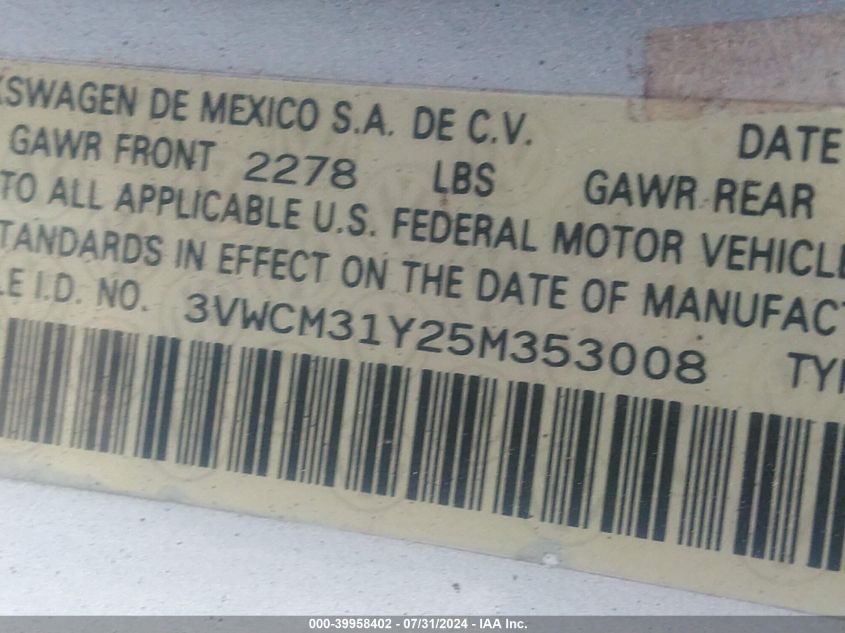 KSWAGEN DE MEXICO S.A. DE C.V. DATE
GAWR FRONT 2278 LBS GAWR REAR
TO ALL APPLICABLE U.S. FEDERAL MOTOR VEHICLE
TANDARDS IN EFFECT ON THE DATE OF MANUFACT
LE I.D. NO. 3VWCM31Y25M353008 TYP
000-39958402 - 07/31/2024 - IAA Inc.